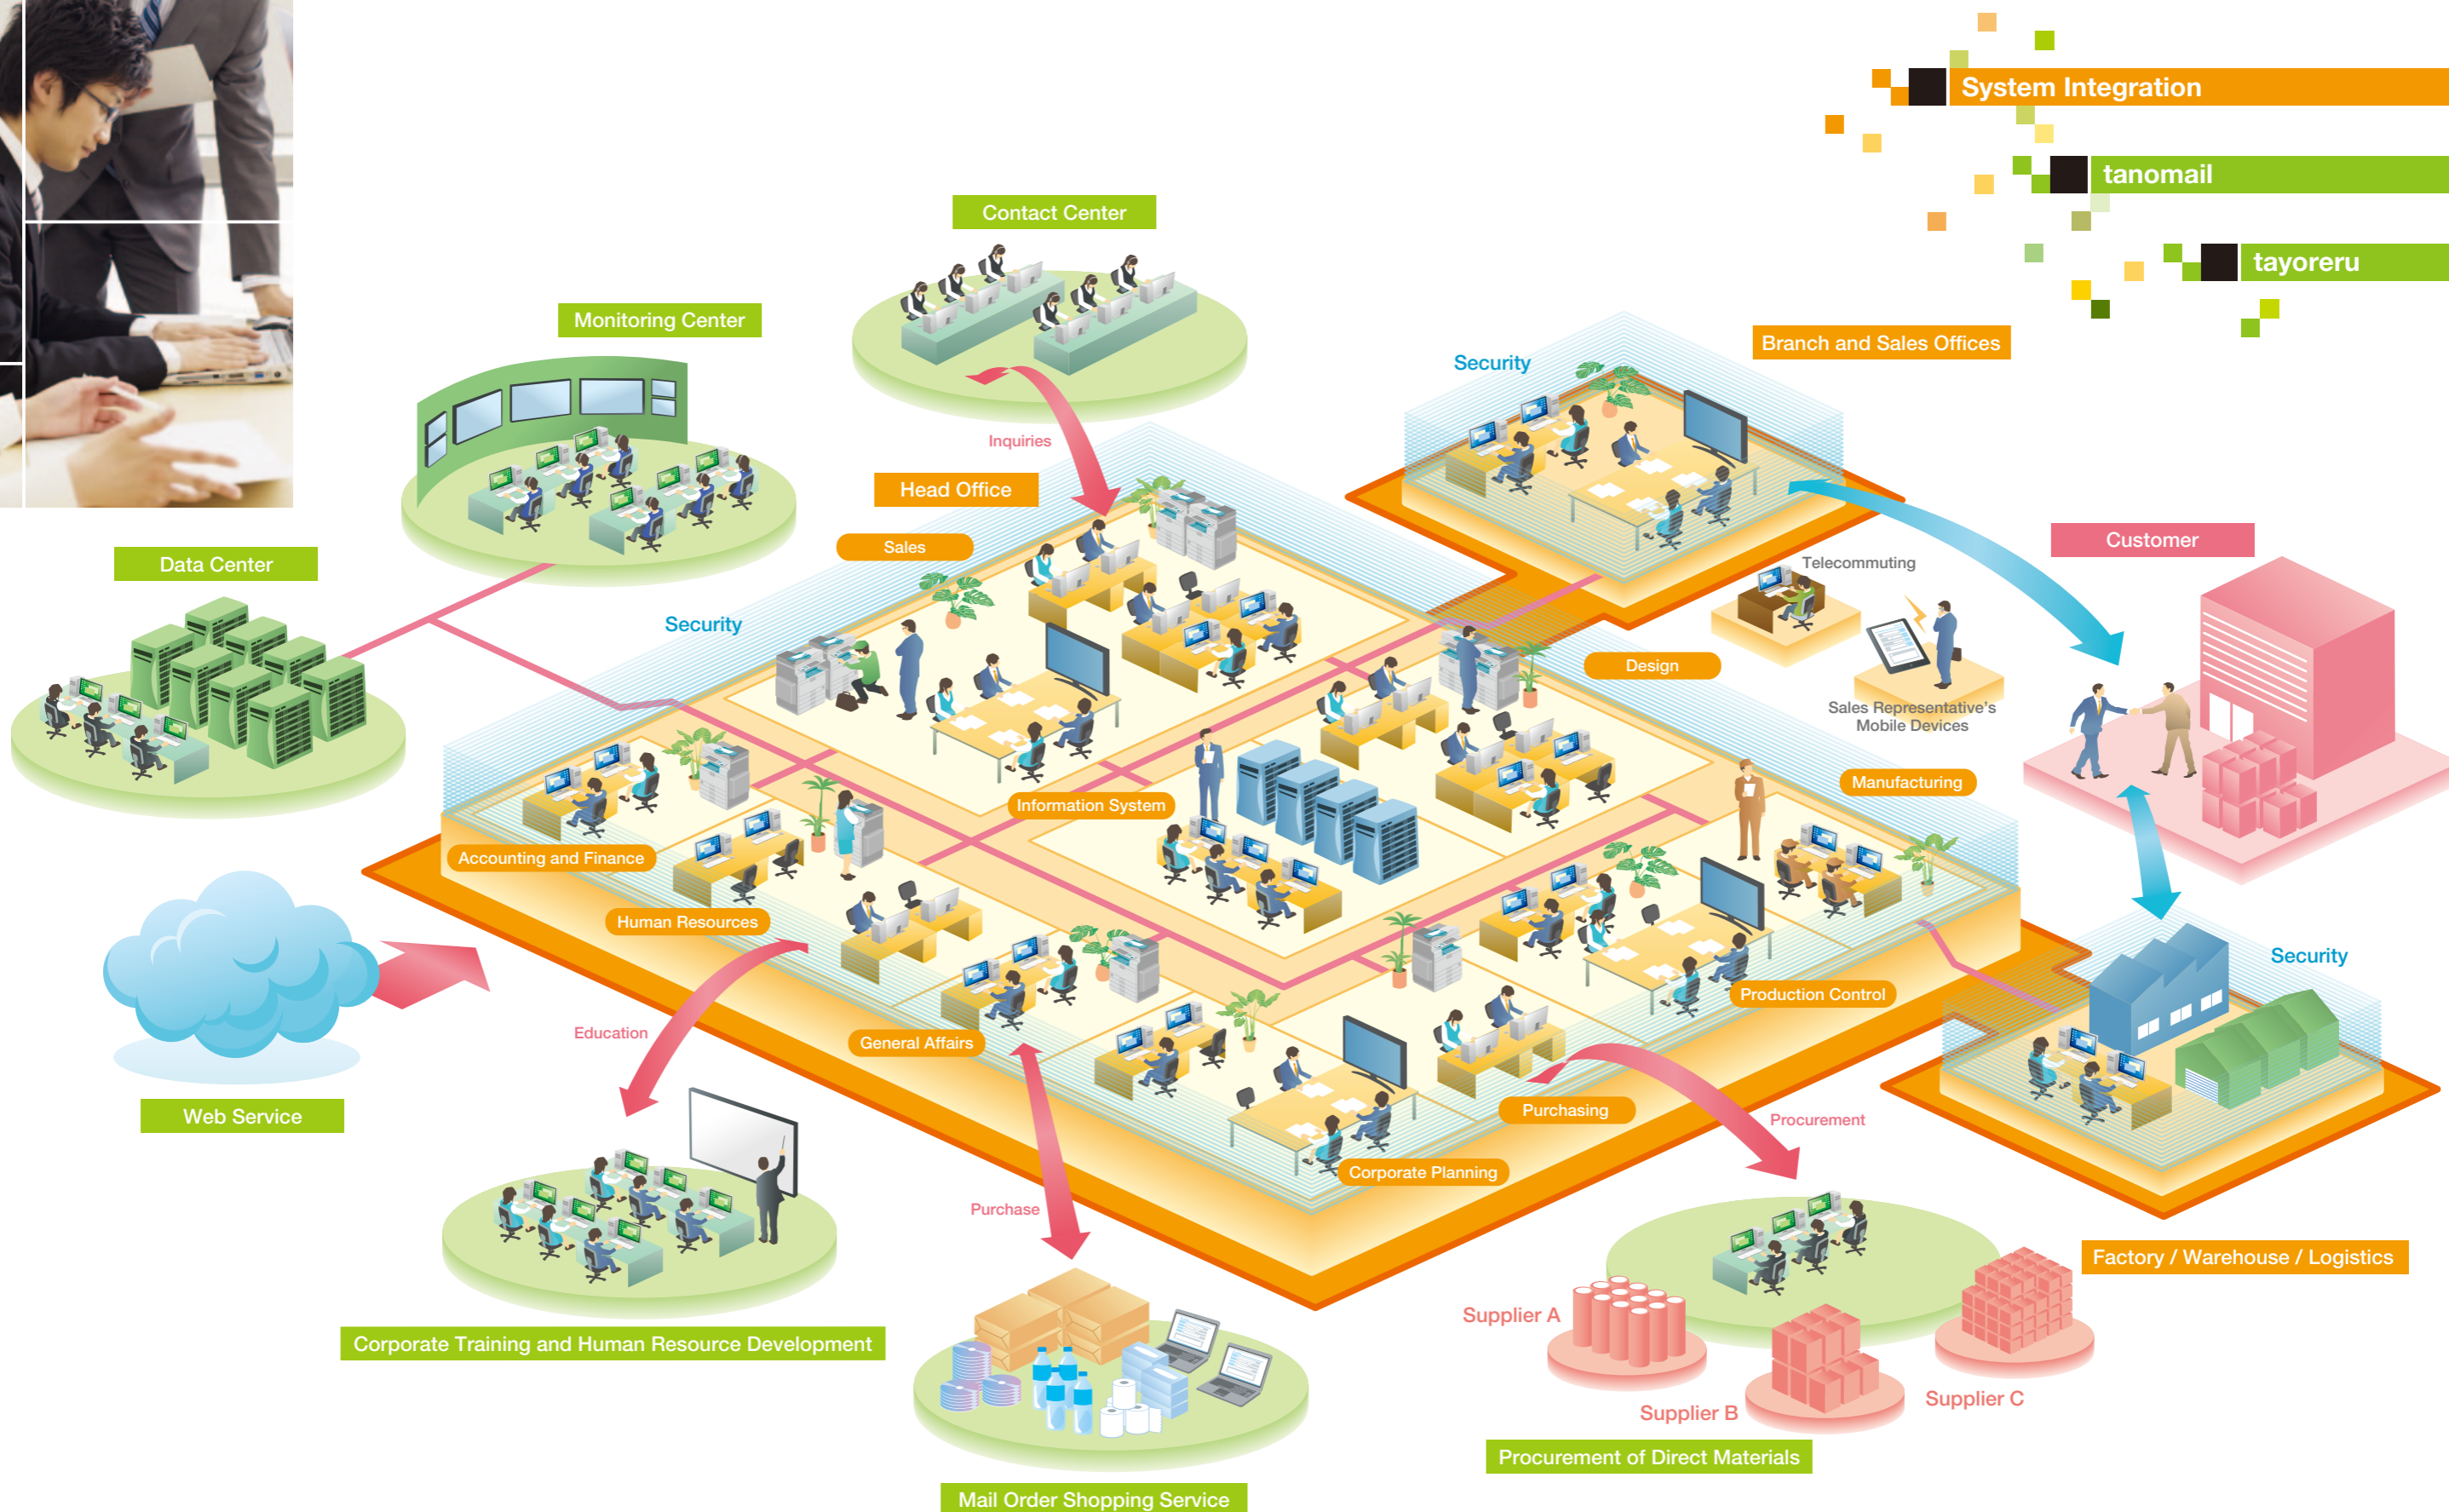 System Integration
tanomail
tayoreru
Contact Center
Monitoring Center
Branch and Sales Offices
Security
Inquiries
Head Office
Sales
Customer
Data Center
Telecommuting
Security
Design
Sales Representative's
Mobile Devices
Manufacturing
Information System
Accounting and Finance
Human Resources
Security
Production Control
Education
General Affairs
Web Service
Purchasing
Procurement
Corporate Planning
Purchase
Factory / Warehouse / Logistics
Supplier A
Corporate Training and Human Resource Development
Supplier C
Supplier B
Procurement of Direct Materials
Mail Order Shopping Service